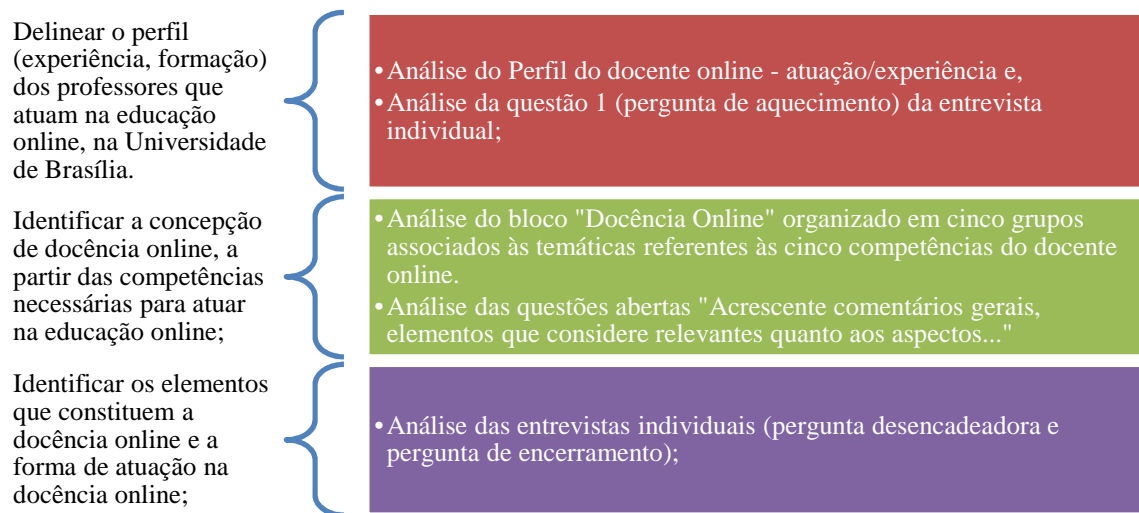 Delinear o perfil
(experiência, formação)
dos professores que
atuam na educação
online, na Universidade
de Brasília.
•Análise do Perfil do docente online - atuação/experiência e,
•Análise da questão 1 (pergunta de aquecimento) da entrevista
individual;
Identificar a concepção
de docência online, a
partir das competências
necessárias para atuar
na educação online;
•Análise do bloco "Docência Online" organizado em cinco grupos
associados às temáticas referentes às cinco competências do docente
online.
•Análise das questões abertas "Acrescente comentários gerais,
elementos que considere relevantes quanto aos aspectos..."
Identificar os elementos
que constituem a
docência online e a
forma de atuação na
docência online;
•Análise das entrevistas individuais (pergunta desencadeadora e
pergunta de encerramento);